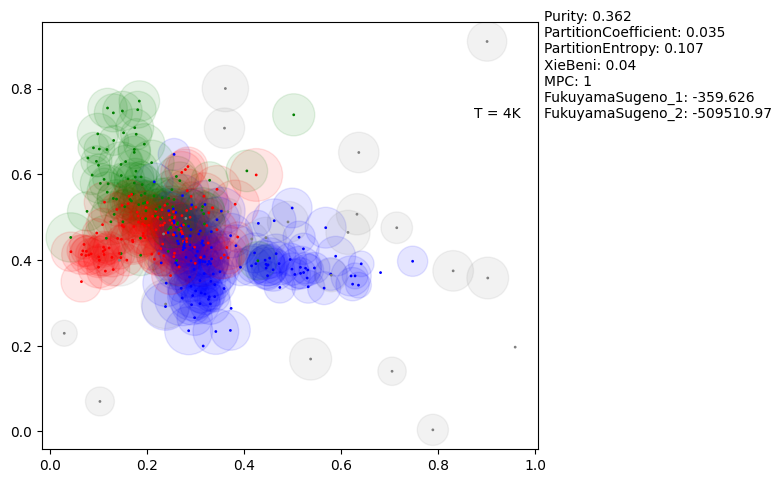 Purity: 0.362
PartitionCoefficient: 0.035
PartitionEntropy: 0.107
XieBeni: 0.04
MPC: 1
FukuyamaSugeno_1: -359.626
FukuyamaSugeno_2: -509510.97
T = 4K
0.8
0.6
0.4
0.2
0.0
0.0 0.2 0.4 0.6 0.8 1.0